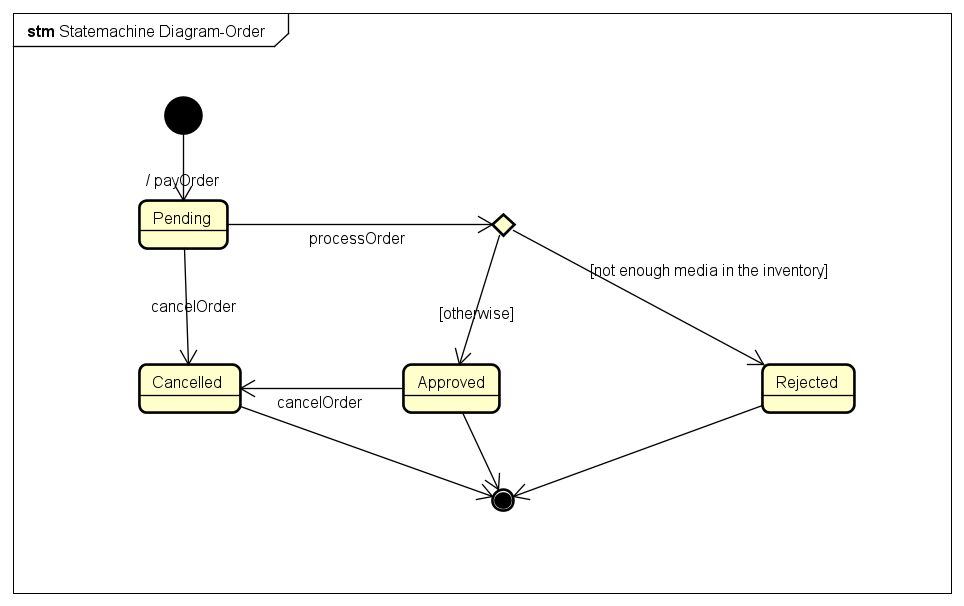 stm Statemachine Diagram-Order
/ payOrder
Pending
processOrder
[not enough media in the inventory]
cancelOrder
[otherwise]
Cancelled
Approved
Rejected
cancelOrder